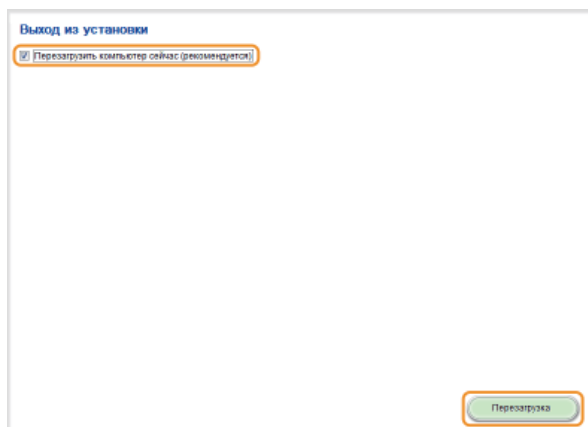 Выход из установки
Перезагрузить компьютер сейчас (рекомендуется)
Перезагрузка